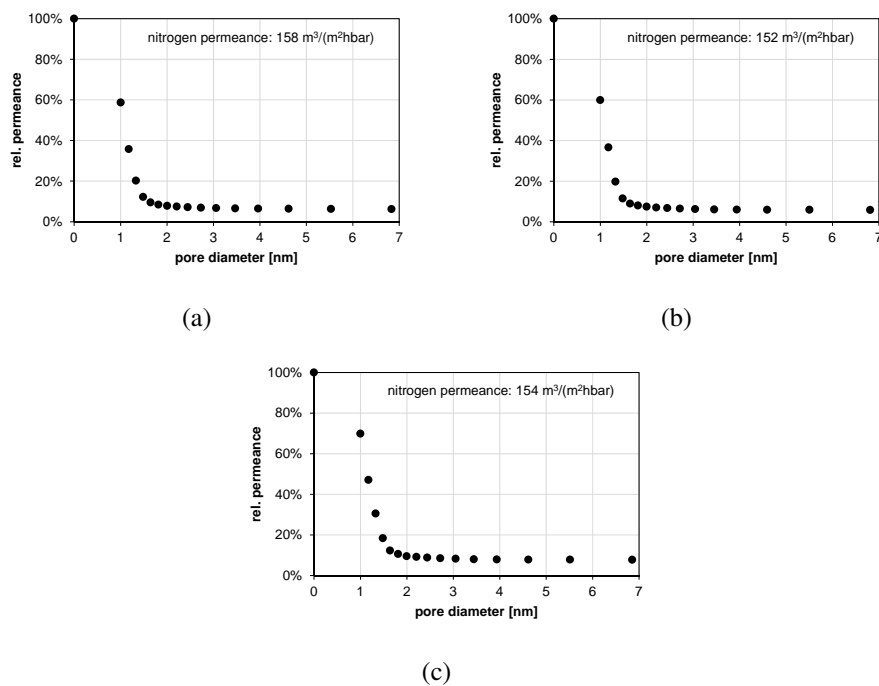 100%
80%
60%
40%
20%
0%
rel. permeance
nitrogen permeance: 158 m³/(m²hbar)
0 1 2 3 4 5 6 7
pore diameter [nm]
(a)
100%
80%
60%
40%
20%
0%
rel. permeance
nitrogen permeance: 152 m³/(m²hbar)
0 1 2 3 4 5 6 7
pore diameter [nm]
(b)
100%
80%
60%
40%
20%
0%
rel. permeance
nitrogen permeance: 154 m³/(m²hbar)
0 1 2 3 4 5 6 7
pore diameter [nm]
(c)